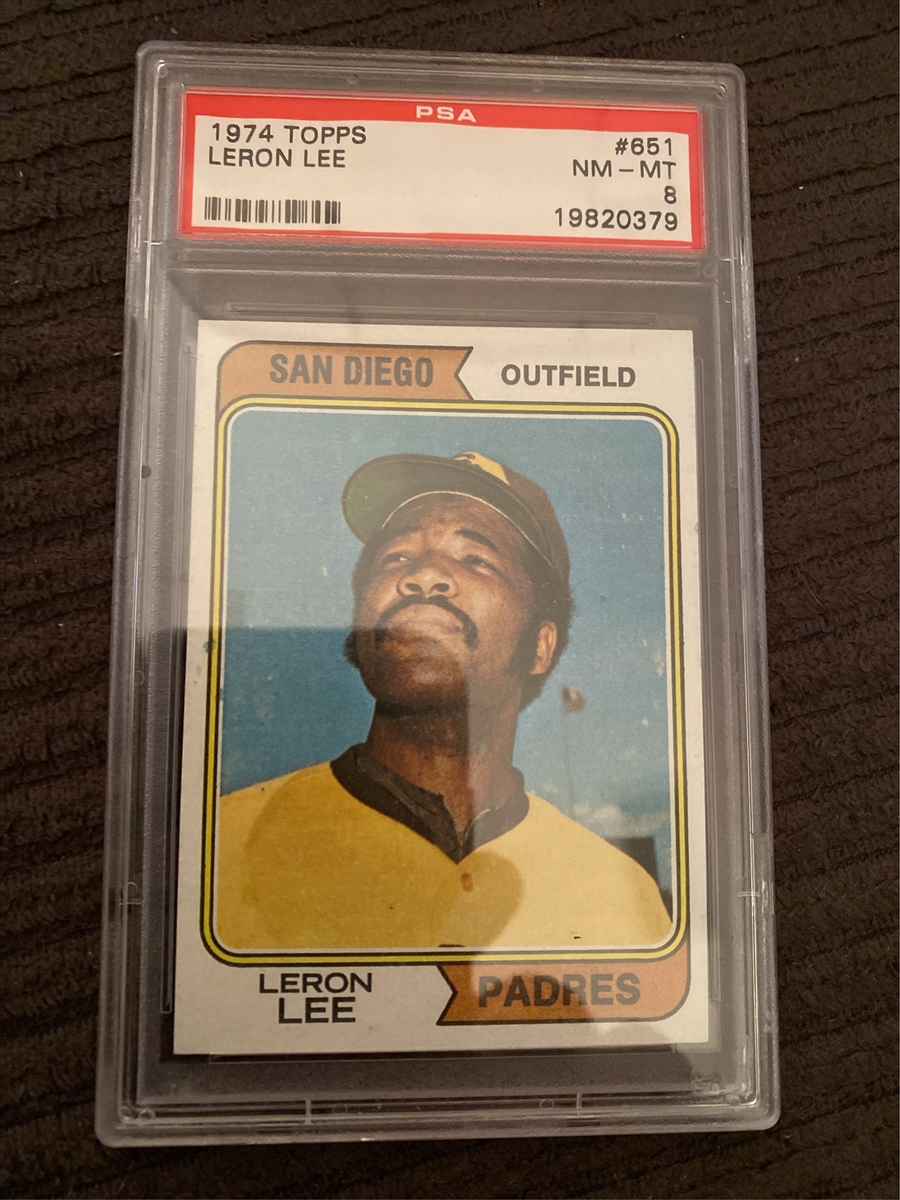 PSA
1974 TOPPS
LERON LEE
#651
NM - MT
8
19820379
SAN DIEGO
OUTFIELD
LERON
LEE
PADRES